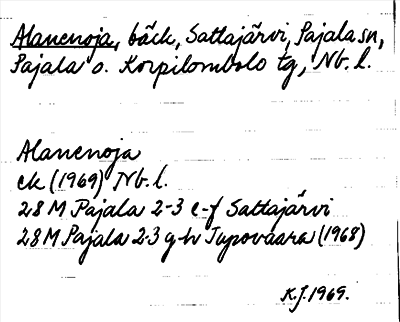 Alanenoja, bäck, Sattajärvi, Pajala sn,
Pajala o. Korpilombolo tg, Nb. l.
Alanenoja
ek (1969) Nb. l.
28 M Pajala 2-3 e-f Sattajärvi
28 M Pajala 2-3 g-h Jupovaara (1968)
K.J. 1969.